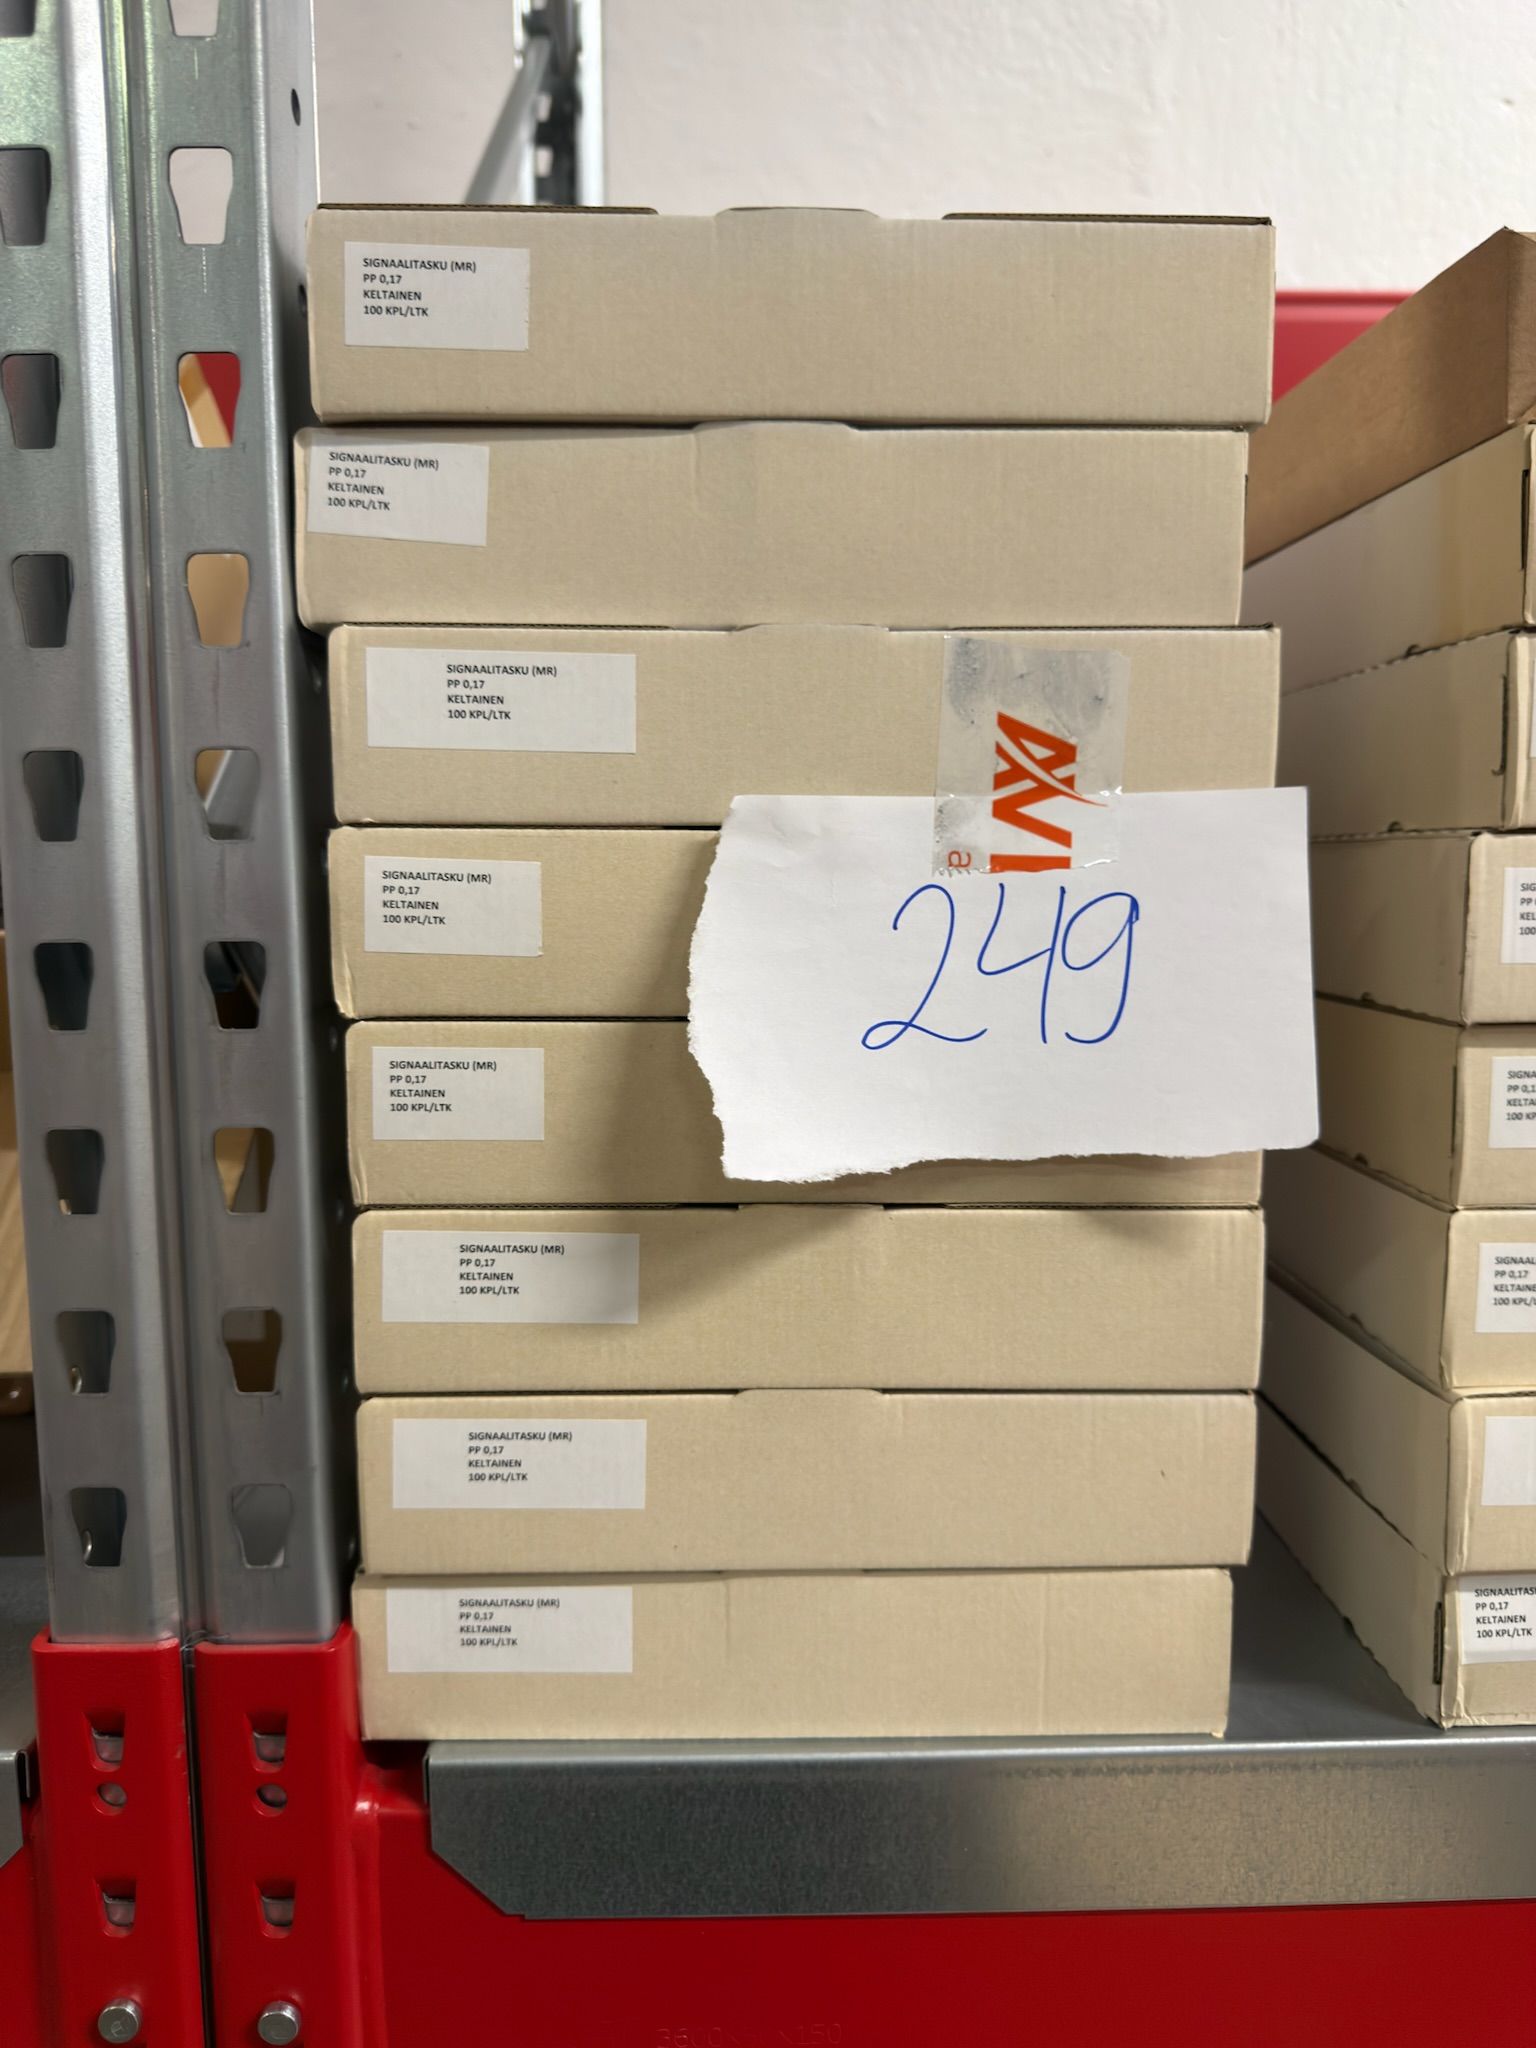 SIGNAALITASKU (MR)
PP 0,17
KELTAINEN
100 KPL/LTK
SIGNAALITASKU (MR)
PP 0,17
KELTAINEN
100 KPL/LTK
SIGNAALITASKU (MR)
PP 0,17
KELTAINEN
100 KPL/LTK
SIGNAALITASKU (MR)
PP 0,17
KELTAINEN
100 KPL/LTK
249
SIGNAALITASKU (MR)
PP 0,17
KELTAINEN
100 KPL/LTK
SIGNAALITASKU (MR)
PP 0,17
KELTAINEN
100 KPL/LTK
SIGNAALITASKU (MR)
PP 0,17
KELTAINEN
100 KPL/LTK
SIGNAALITASKU (MR)
PP 0,17
KELTAINEN
100 KPL/LTK
PP 0,17
KELTAINE
PP 0,17
KELTAINEN
100 KPL/LTK